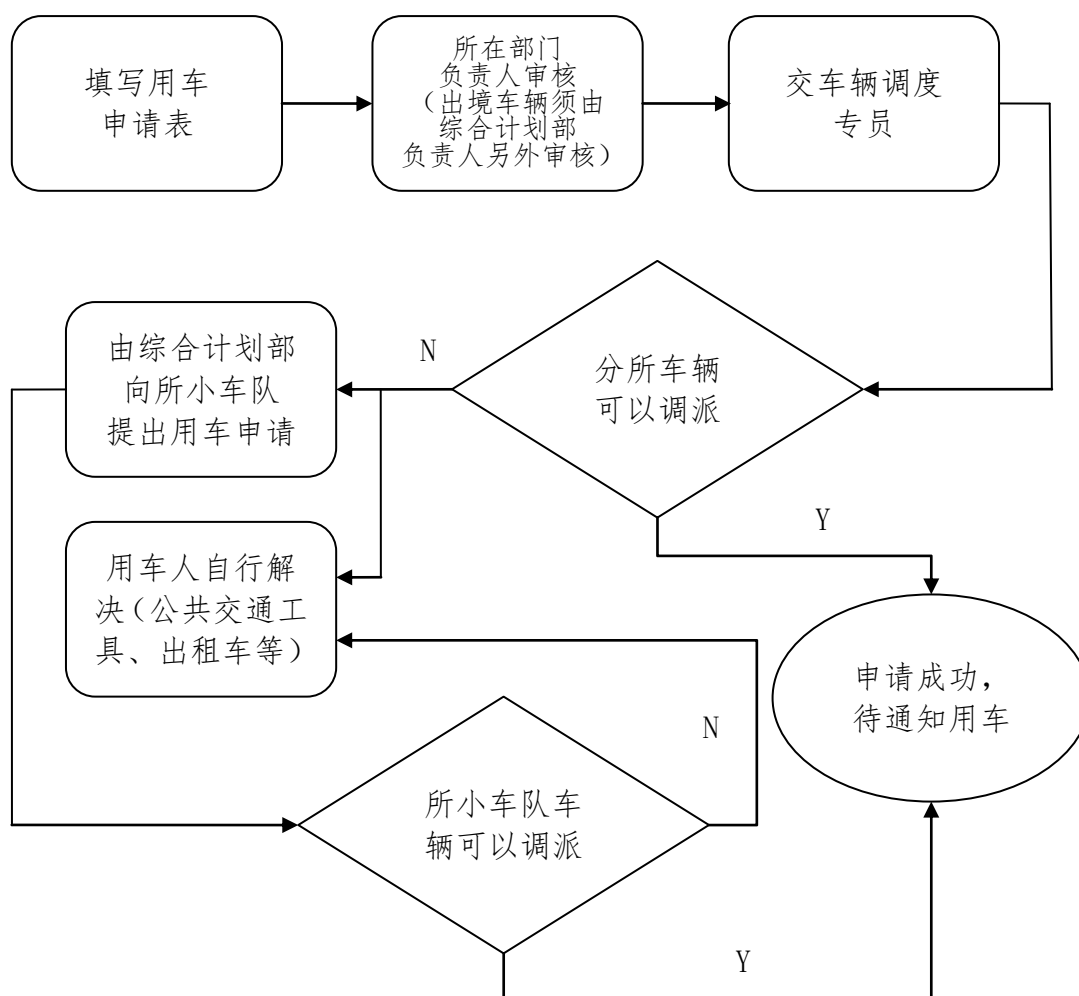 填写用车
申请表
所在部门
负责人审核
（出境车辆须由
综合计划部
负责人另外审核）
交车辆调度
专员
由综合计划部
向所小车队
提出用车申请
N
分所车辆
可以调派
Y
用车人自行解
决（公共交通工
具、出租车等）
申请成功，
待通知用车
N
所小车队车
辆可以调派
Y